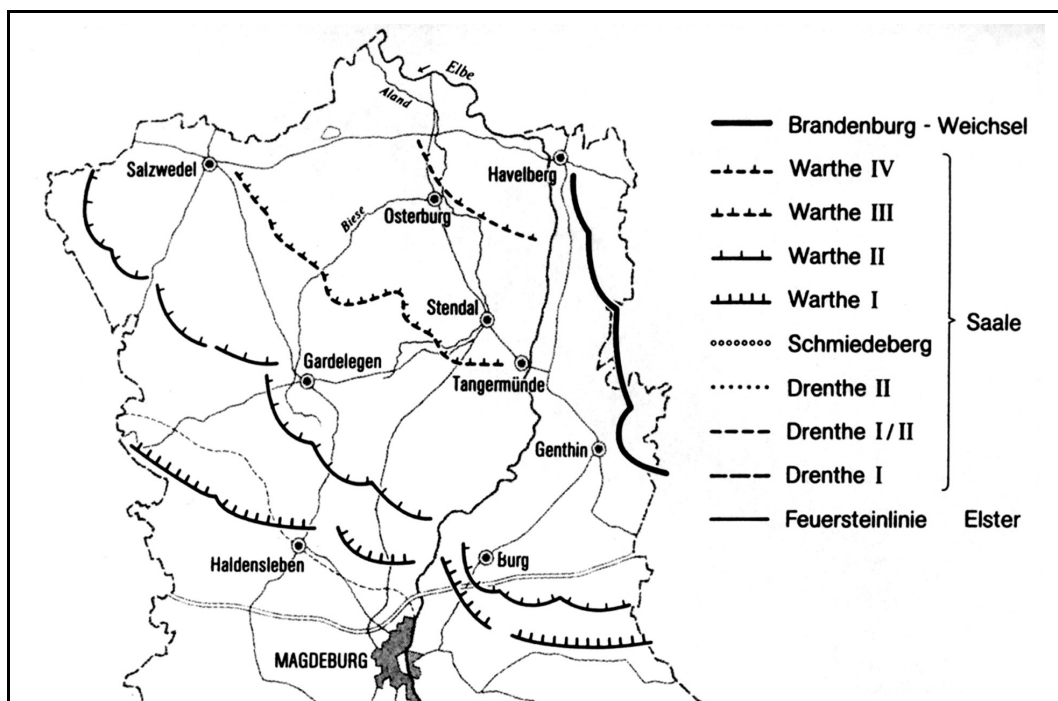 Elbe
Aland
Salzwedel
Havelberg
Osterburg
Biese
Stendal
Gardelegen
Tangermünde
Genthin
Haldensleben
Burg
MAGDEBURG
Brandenburg - Weichsel
Warthe IV
Warthe III
Warthe II
Warthe I
Schmiedeberg
Drenthe II
Drenthe I / II
Drenthe I
Saale
Feuersteinlinie Elster